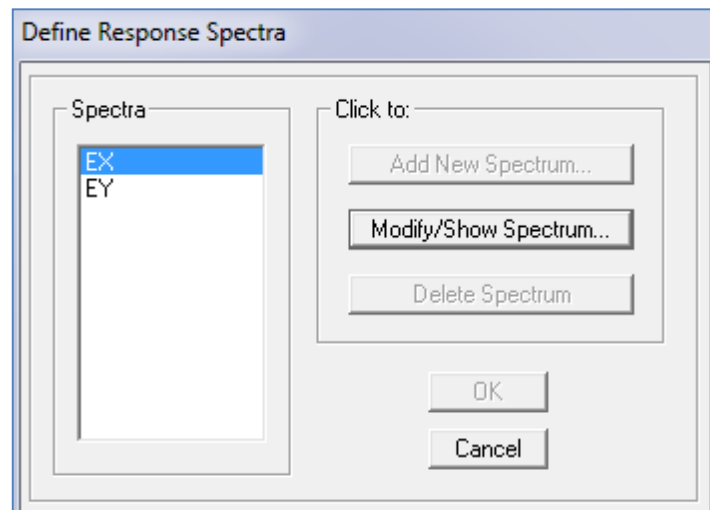 Define Response Spectra
Spectra
EX
EY
Click to:
Add New Spectrum...
Modify/Show Spectrum...
Delete Spectrum
OK
Cancel